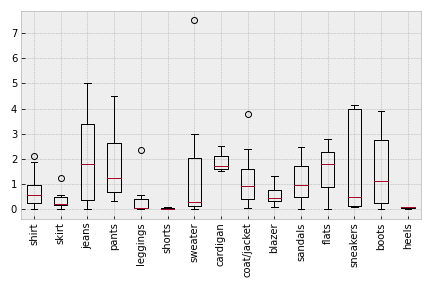 7
6
5
4
3
2
1
0
shirt
skirt
jeans
pants
leggings
shorts
sweater
cardigan
coat/jacket
blazer
sandals
flats
sneakers
boots
heels